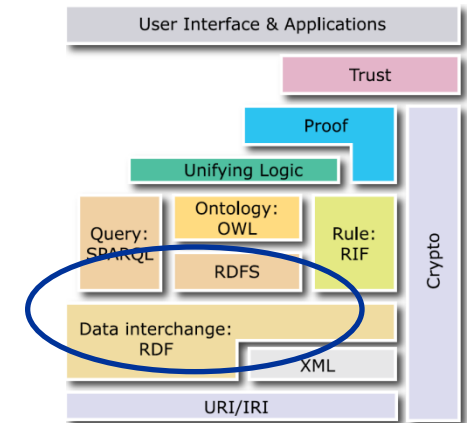 User Interface & Applications
Trust
Proof
Unifying Logic
Query:
SPARQL
Ontology:
OWL
RDFS
Rule:
RIF
Crypto
Data interchange:
RDF
XML
URI/IRI